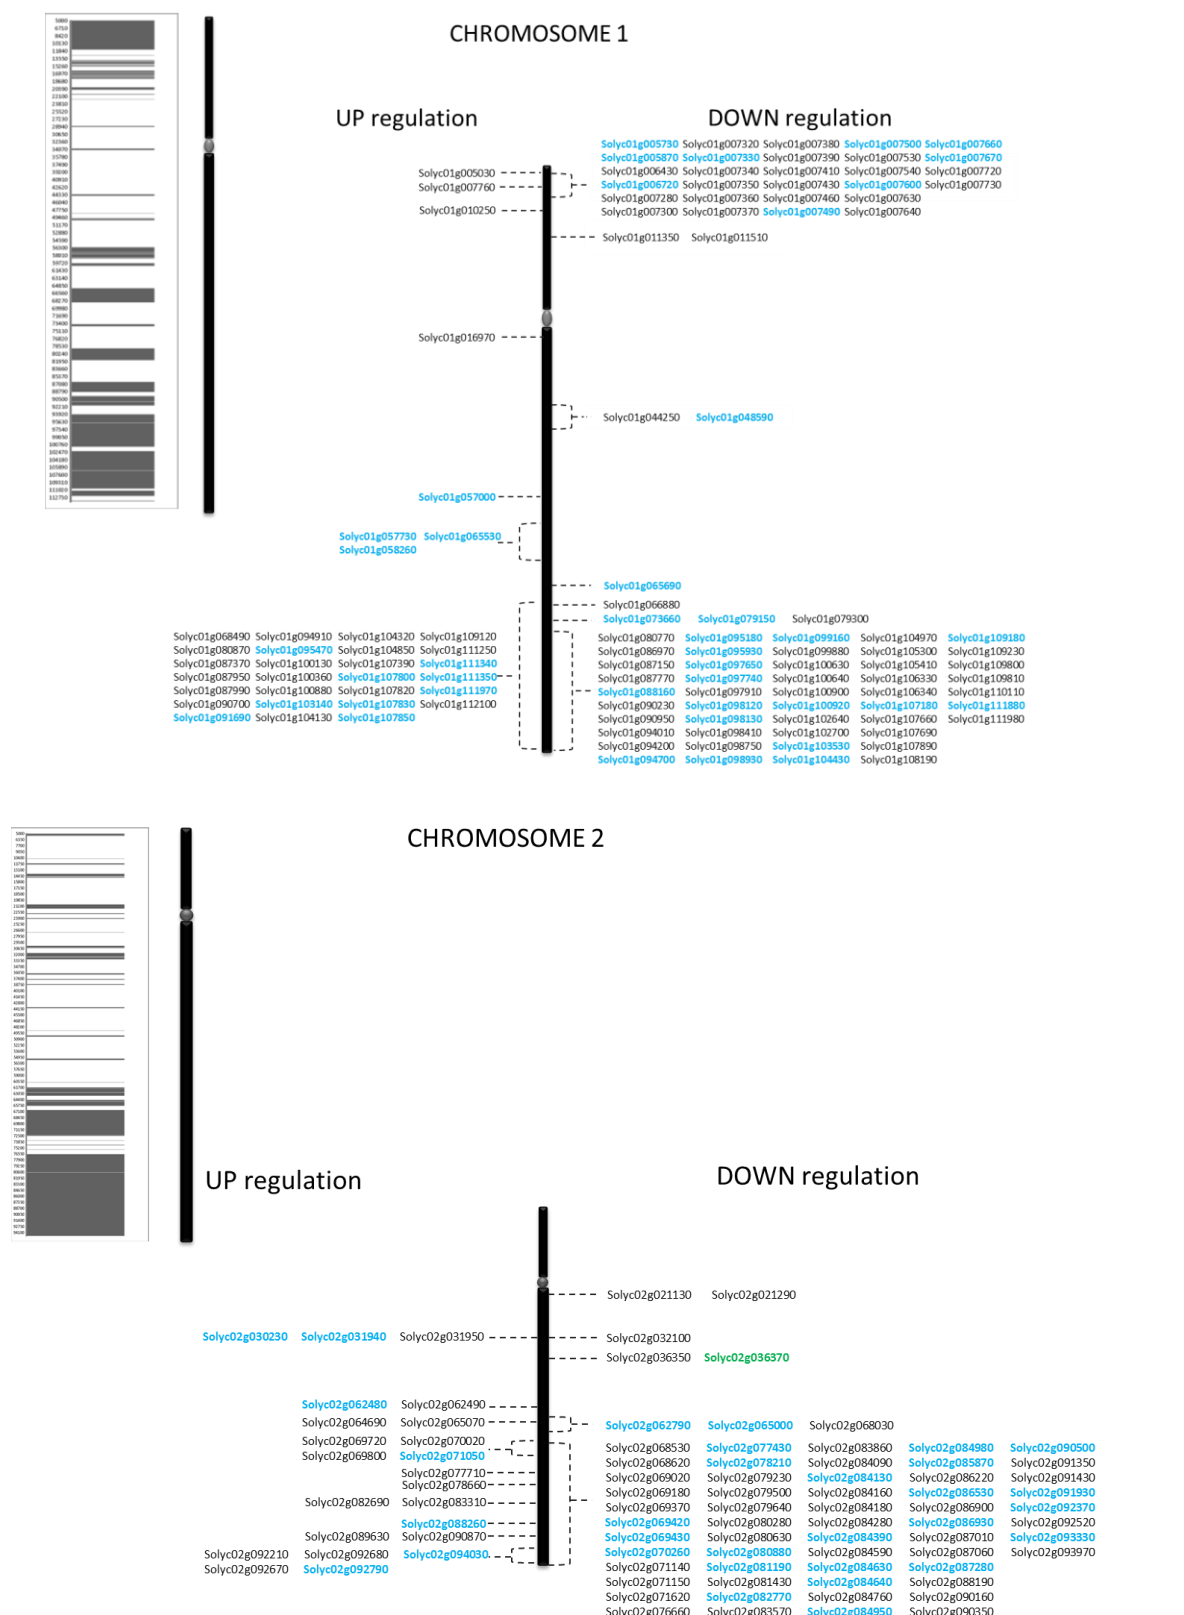 CHROMOSOME 1
UP regulation
DOWN regulation
Solyc01g005030
Solyc01g007760
Solyc01g010250
Solyc01g005730 Solyc01g007320 Solyc01g007380 Solyc01g007500 Solyc01g007660
Solyc01g005870 Solyc01g007330 Solyc01g007390 Solyc01g007530 Solyc01g007670
Solyc01g006430 Solyc01g007340 Solyc01g007410 Solyc01g007540 Solyc01g007720
Solyc01g006720 Solyc01g007350 Solyc01g007430 Solyc01g007600 Solyc01g007730
Solyc01g007280 Solyc01g007360 Solyc01g007460 Solyc01g007630
Solyc01g007300 Solyc01g007370 Solyc01g007490 Solyc01g007640
Solyc01g011350 Solyc01g011510
Solyc01g016970
Solyc01g044250 Solyc01g048590
Solyc01g057000
Solyc01g057730 Solyc01g065530
Solyc01g058260
Solyc01g065690
Solyc01g066880
Solyc01g073660 Solyc01g079150 Solyc01g079300
Solyc01g068490 Solyc01g094910 Solyc01g104320 Solyc01g109120
Solyc01g080870 Solyc01g095470 Solyc01g104850 Solyc01g111250
Solyc01g087370 Solyc01g100130 Solyc01g107390 Solyc01g111340
Solyc01g087950 Solyc01g100360 Solyc01g107800 Solyc01g111350
Solyc01g087990 Solyc01g100880 Solyc01g107820 Solyc01g111970
Solyc01g090700 Solyc01g103140 Solyc01g107830 Solyc01g112100
Solyc01g091690 Solyc01g104130 Solyc01g107850
Solyc01g080770 Solyc01g095180 Solyc01g099160 Solyc01g104970 Solyc01g109180
Solyc01g086970 Solyc01g095930 Solyc01g099880 Solyc01g105300 Solyc01g109230
Solyc01g087150 Solyc01g097650 Solyc01g100630 Solyc01g105410 Solyc01g109800
Solyc01g087770 Solyc01g097740 Solyc01g100640 Solyc01g106330 Solyc01g109810
Solyc01g088160 Solyc01g097910 Solyc01g100900 Solyc01g106340 Solyc01g110110
Solyc01g090230 Solyc01g098120 Solyc01g100920 Solyc01g107180 Solyc01g111880
Solyc01g090950 Solyc01g098130 Solyc01g102640 Solyc01g107660 Solyc01g111980
Solyc01g094010 Solyc01g098410 Solyc01g102700 Solyc01g107690
Solyc01g094200 Solyc01g098750 Solyc01g103530 Solyc01g107890
Solyc01g094700 Solyc01g098930 Solyc01g104430 Solyc01g108190
CHROMOSOME 2
UP regulation
DOWN regulation
Solyc02g021130 Solyc02g021290
Solyc02g030230 Solyc02g031940 Solyc02g031950
Solyc02g032100
Solyc02g036350 Solyc02g036370
Solyc02g062480 Solyc02g062490
Solyc02g064690 Solyc02g065070
Solyc02g069720 Solyc02g070020
Solyc02g069800 Solyc02g071050
Solyc02g077710
Solyc02g078660
Solyc02g082690 Solyc02g083310
Solyc02g088260
Solyc02g089630 Solyc02g090870
Solyc02g092210 Solyc02g092680 Solyc02g094030
Solyc02g092670 Solyc02g092790
Solyc02g062790 Solyc02g065000 Solyc02g068030
Solyc02g068530 Solyc02g077430 Solyc02g083860 Solyc02g084980 Solyc02g090500
Solyc02g068620 Solyc02g078210 Solyc02g084090 Solyc02g085870 Solyc02g091350
Solyc02g069020 Solyc02g079230 Solyc02g084130 Solyc02g086220 Solyc02g091430
Solyc02g069180 Solyc02g079500 Solyc02g084160 Solyc02g086530 Solyc02g091930
Solyc02g069370 Solyc02g079640 Solyc02g084180 Solyc02g086900 Solyc02g092370
Solyc02g069420 Solyc02g080280 Solyc02g084280 Solyc02g086930 Solyc02g092520
Solyc02g069430 Solyc02g080630 Solyc02g084390 Solyc02g087010 Solyc02g093330
Solyc02g070260 Solyc02g080880 Solyc02g084590 Solyc02g087060 Solyc02g093970
Solyc02g071140 Solyc02g081190 Solyc02g084630 Solyc02g087280
Solyc02g071150 Solyc02g081430 Solyc02g084640 Solyc02g088190
Solyc02g071620 Solyc02g082770 Solyc02g084760 Solyc02g090160
Solyc02g076660 Solyc02g083570 Solyc02g084950 Solyc02g090350